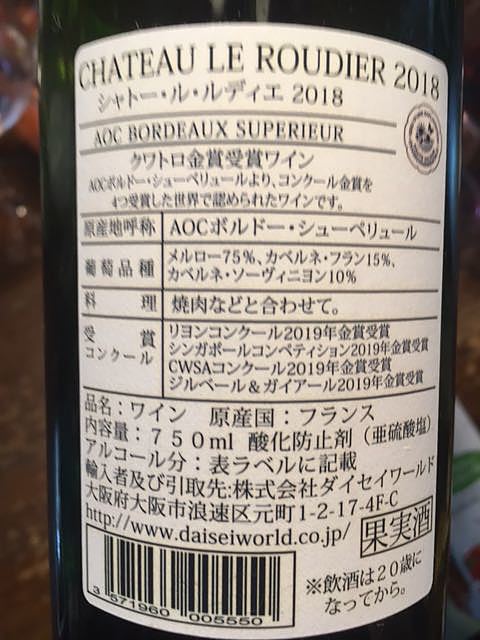 CHATEAU LE ROUDIER 2018
シャトー・ル・ルディエ 2018
AOC BORDEAUX SUPERIEUR
クワトロ金賞受賞ワイン
AOCボルドー・シューペリュールより、コンクール金賞を
4つ受賞した世界で認められたワインです。
原産地呼称 AOCボルドー・シューペリュール
葡萄品種 メルロー75%、カベルネ・フラン15%、
カベルネ・ソーヴィニヨン10%
料理 焼肉などと合わせて。
受賞コンクール リヨンコンクール2019年金賞受賞
シンガポールコンペティション2019年金賞受賞
CWSAコンクール2019年金賞受賞
ジルベール&ガイアール2019年金賞受賞
品名：ワイン 原産国：フランス
内容量：750ml 酸化防止剤（亜硫酸塩）
アルコール分：表ラベルに記載
輸入者及び引取先:株式会社ダイセイワールド
大阪府大阪市浪速区元町1-2-17-4F-C
http://www.daiseiworld.co.jp/
果実酒
3 571960 005550
※飲酒は20歳に
なってから。